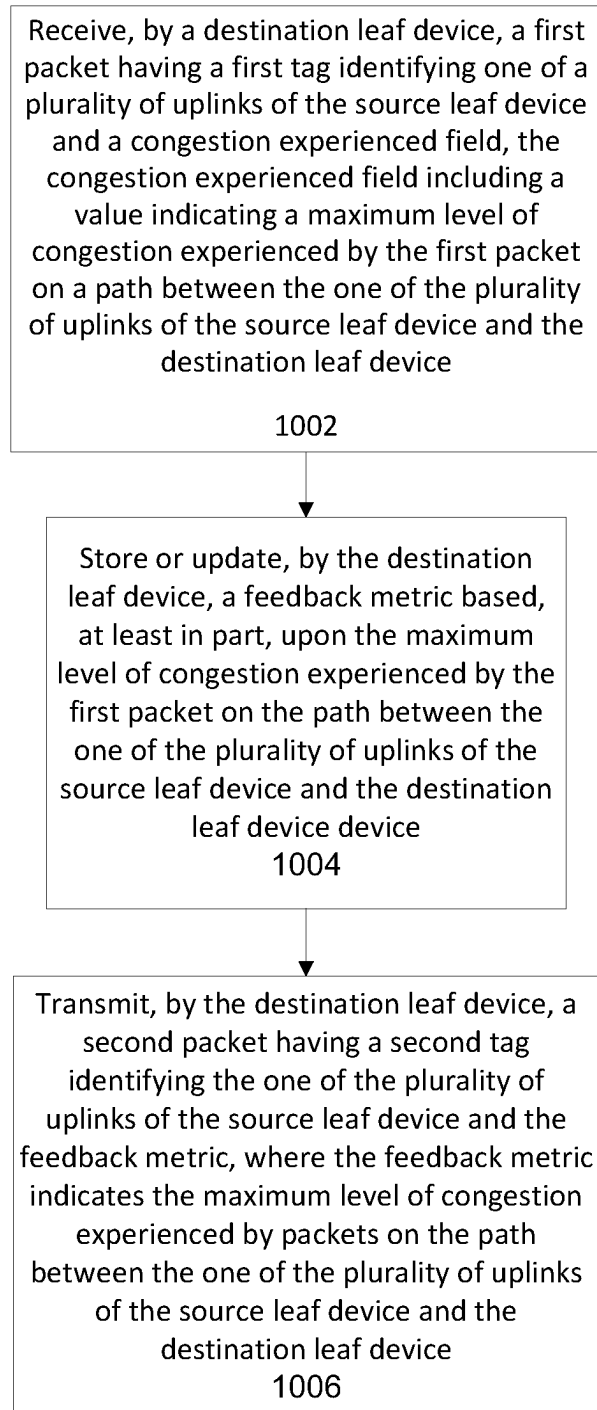 Receive, by a destination leaf device, a first
packet having a first tag identifying one of a
plurality of uplinks of the source leaf device
and a congestion experienced field, the
congestion experienced field including a
value indicating a maximum level of
congestion experienced by the first packet
on a path between the one of the plurality
of uplinks of the source leaf device and the
destination leaf device
1002
Store or update, by the destination
leaf device, a feedback metric based,
at least in part, upon the maximum
level of congestion experienced by the
first packet on the path between the
one of the plurality of uplinks of the
source leaf device and the destination
leaf device device
1004
Transmit, by the destination leaf device, a
second packet having a second tag
identifying the one of the plurality of
uplinks of the source leaf device and the
feedback metric, where the feedback metric
indicates the maximum level of congestion
experienced by packets on the path
between the one of the plurality of uplinks
of the source leaf device and the
destination leaf device
1006